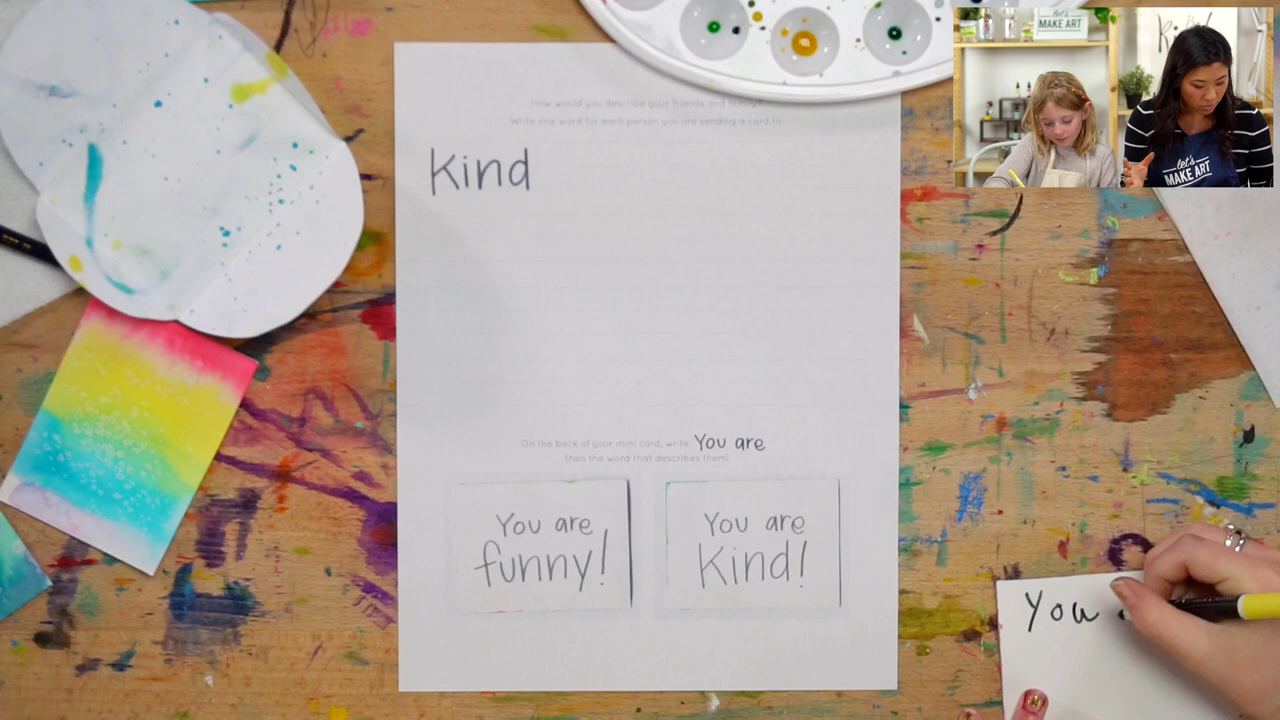 How would you describe your friends and family?
Write one word for each person you are sending a card to.
Kind
On the back of your mini card, write You are
then the word that describes them!
You are
funny!
You are
Kind!
You
let's
MAKE ART
let's
MAKE ART